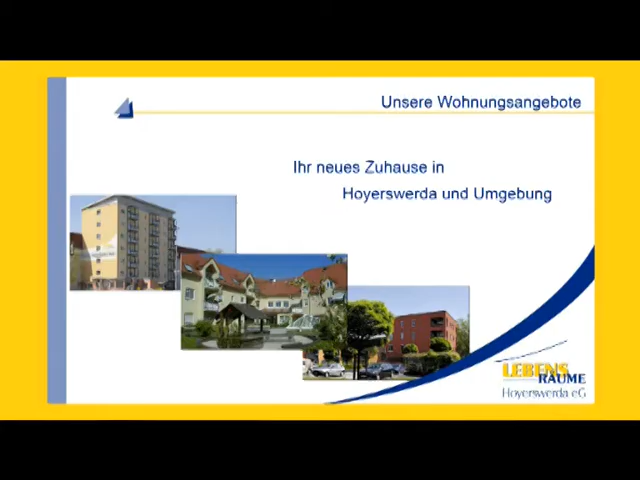 Unsere Wohnungsangebote
Ihr neues Zuhause in
Hoyerswerda und Umgebung
LEBENS
RÄUME
Hoyerswerda eG